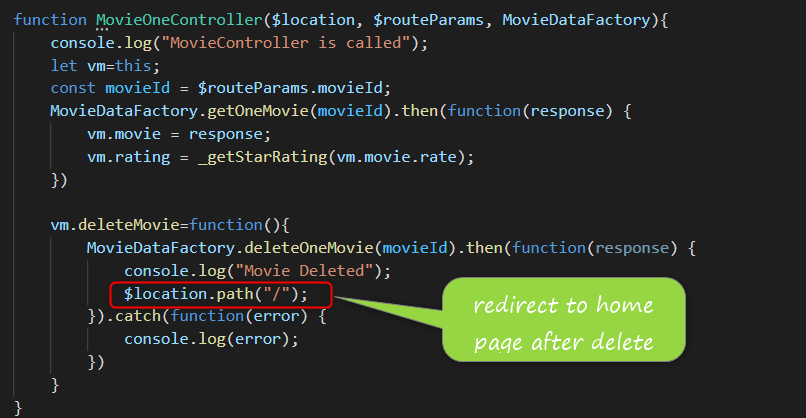 function MovieOneController($location, $routeParams, MovieDataFactory){
    console.log("MovieController is called");
    let vm=this;
    const movieId = $routeParams.movieId;
    MovieDataFactory.getOneMovie(movieId).then(function(response) {
        vm.movie = response;
        vm.rating = _getStarRating(vm.movie.rate);
    })

    vm.deleteMovie=function(){
        MovieDataFactory.deleteOneMovie(movieId).then(function(response) {
            console.log("Movie Deleted");
            $location.path("/");
        }).catch(function(error) {
            console.log(error);
        })
    }
}
redirect to home
page after delete